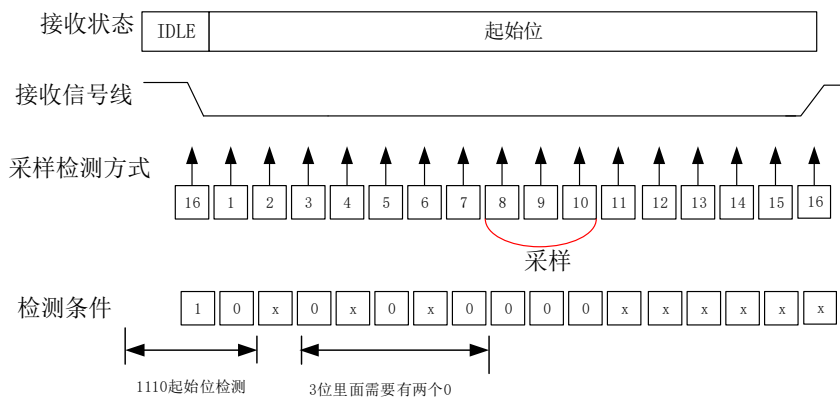 接收状态 IDLE 起始位
接收信号线
采样检测方式
16 1 2 3 4 5 6 7 8 9 10 11 12 13 14 15 16
采样
检测条件 1 0 x 0 x 0 x 0 0 0 0 x x x x x x
1110起始位检测 3位里面需要有两个0